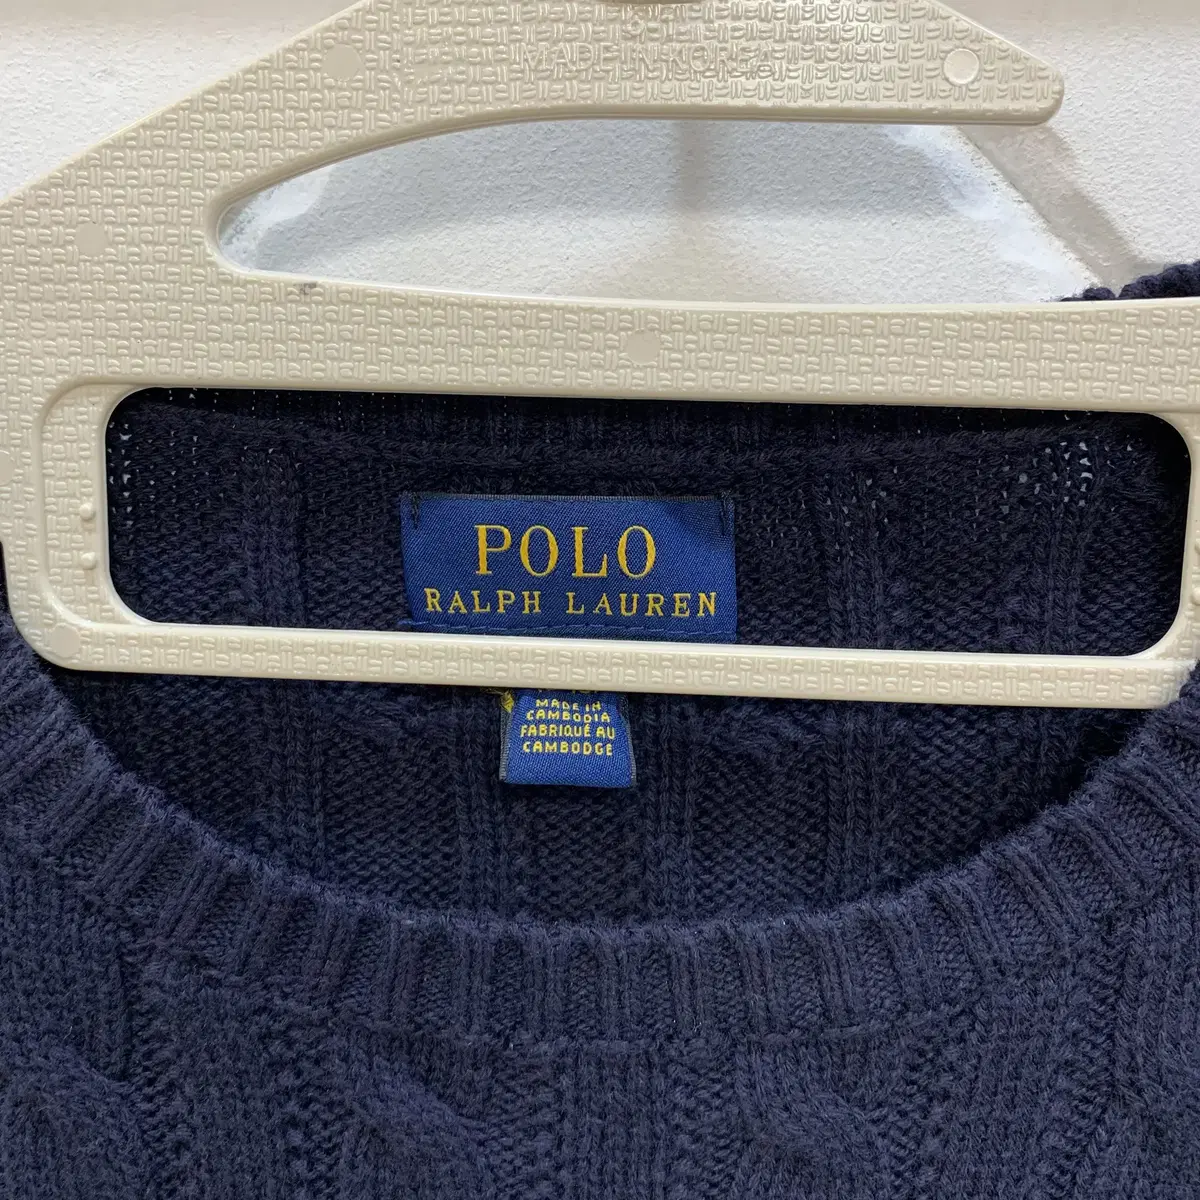 MADE IN KOREA
POLO
RALPH LAUREN
MADE IN
CAMBODIA
FABRIQUÉ AU
CAMBODGE